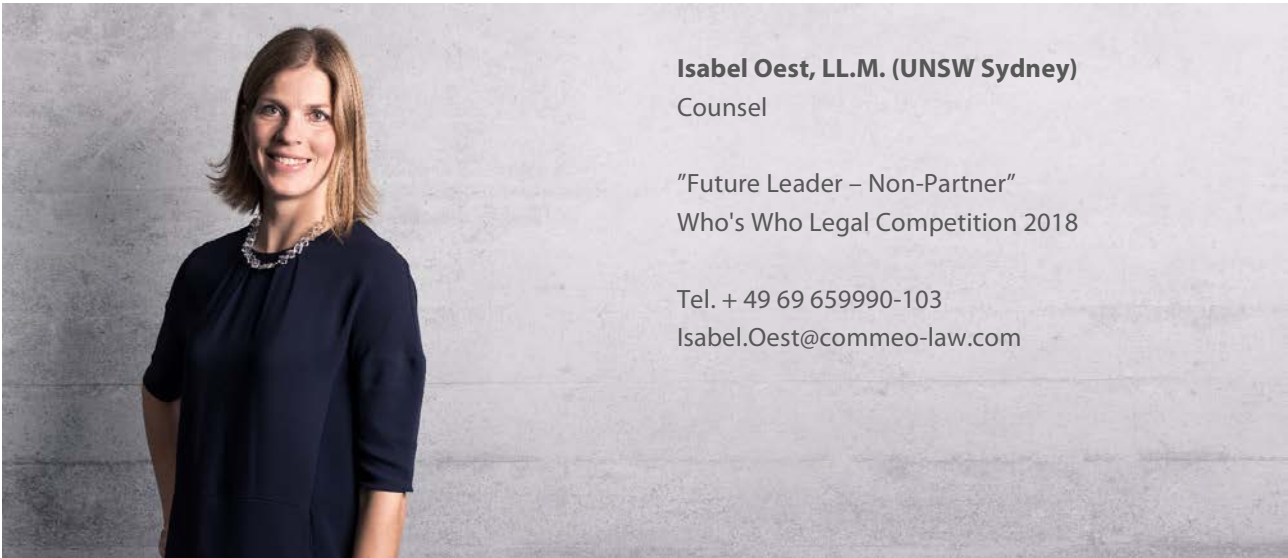 Isabel Oest, LL.M. (UNSW Sydney)
Counsel
”Future Leader – Non-Partner”
Who's Who Legal Competition 2018
Tel. + 49 69 659990-103
Isabel.Oest@commeo-law.com